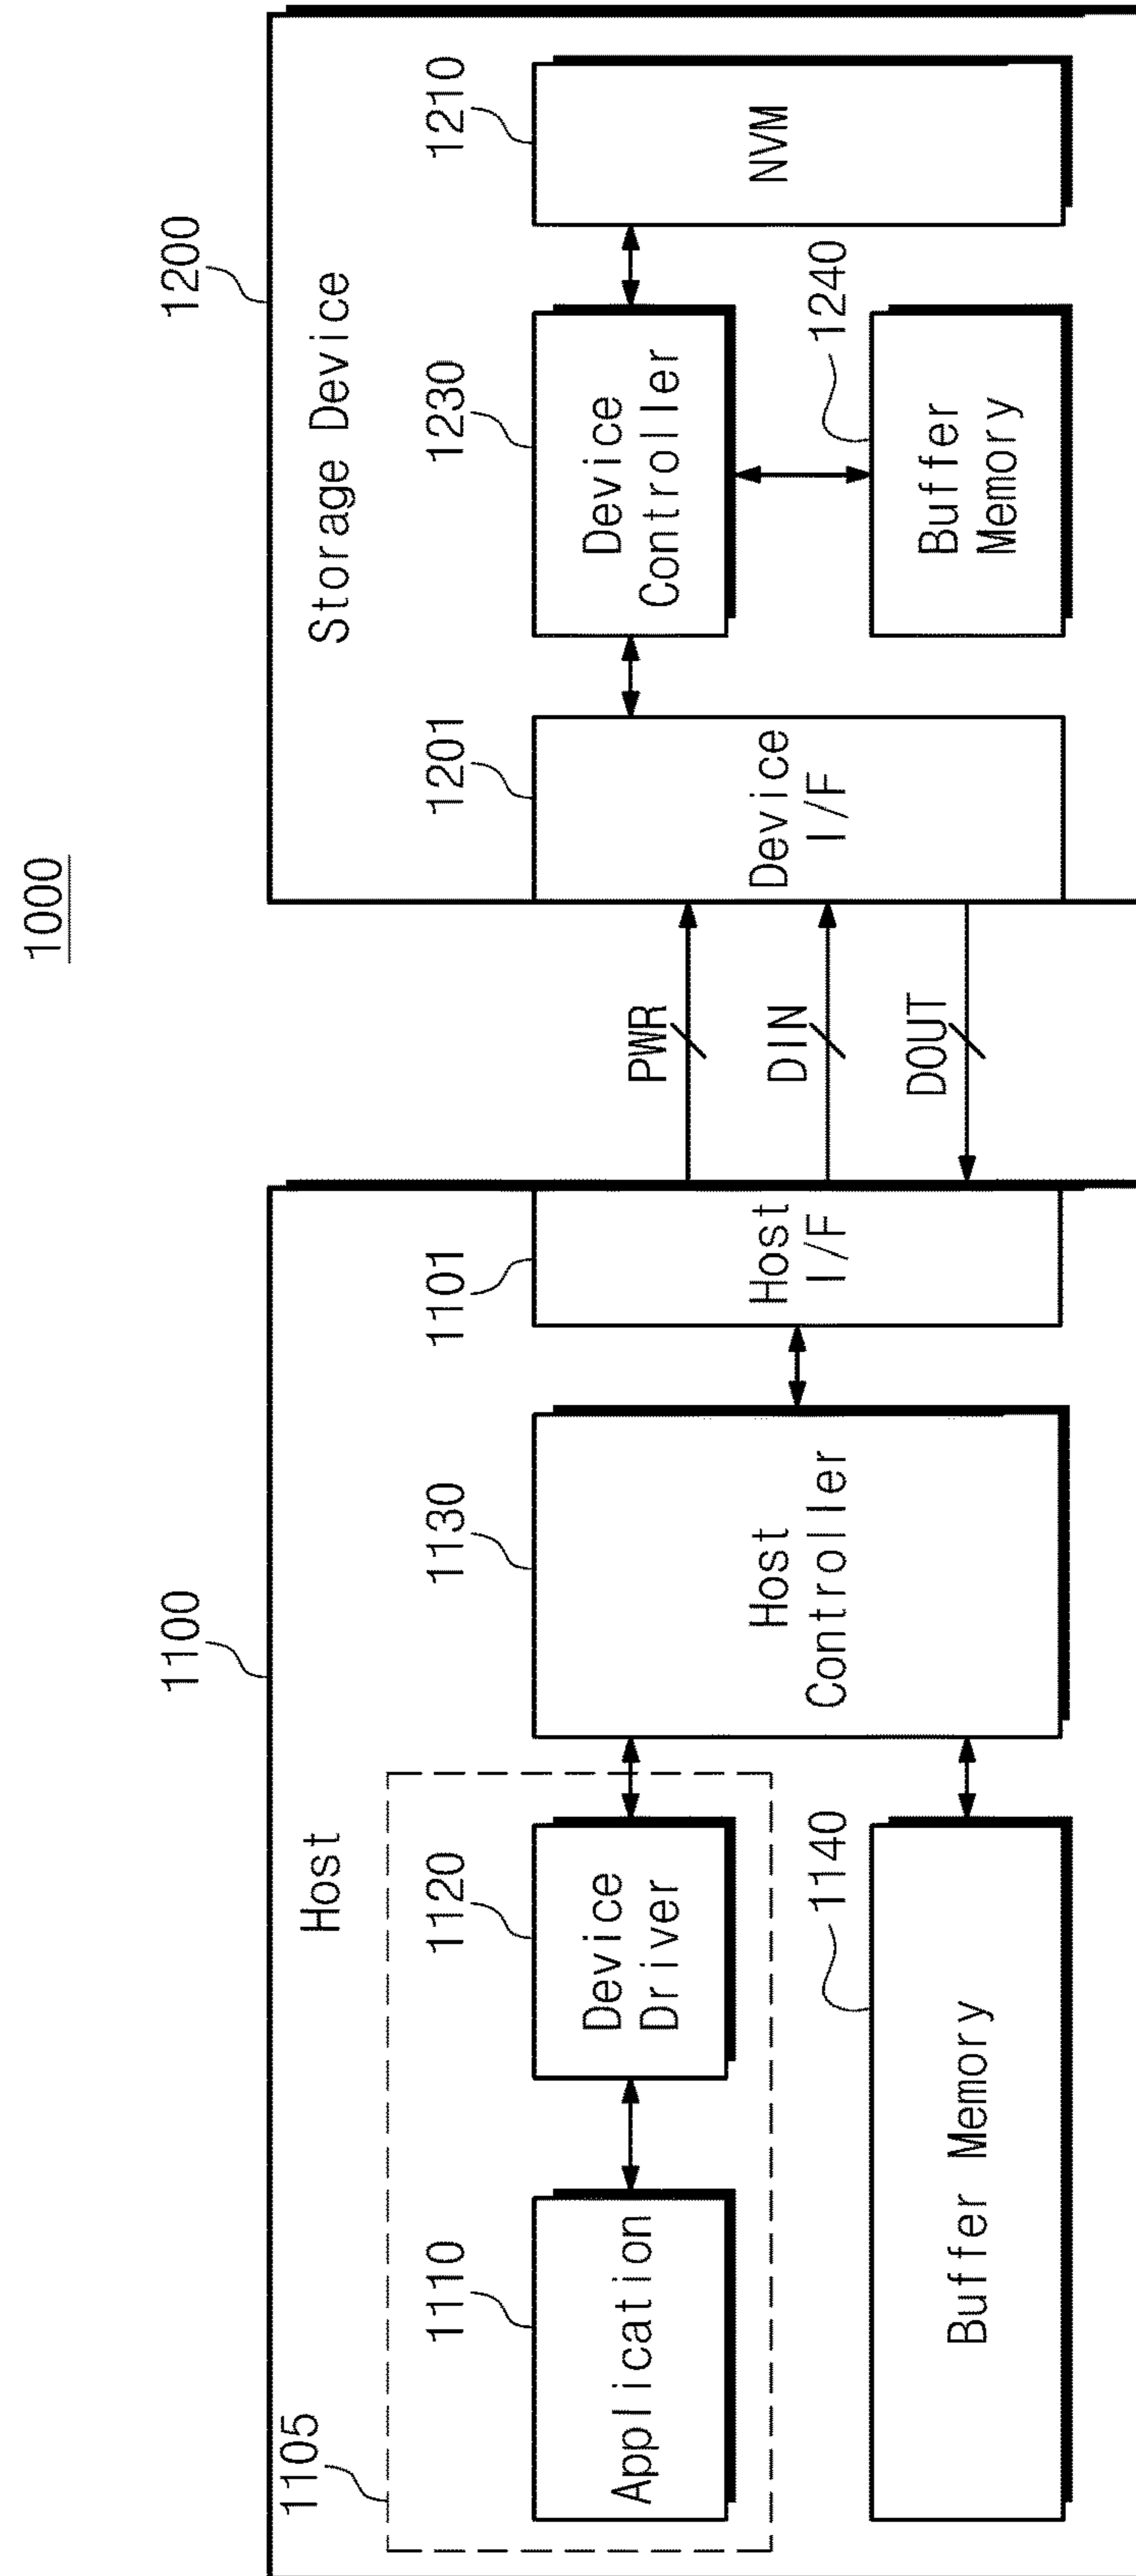 1000
1100
1200
Host
Storage Device
1105
1110
1120
1130
1101
1201
1230
1210
Application
Device
Driver
Host
Controller
Host
I/F
PWR
DIN
DOUT
Device
I/F
Device
Controller
NVM
1140
Buffer Memory
1240
Buffer
Memory